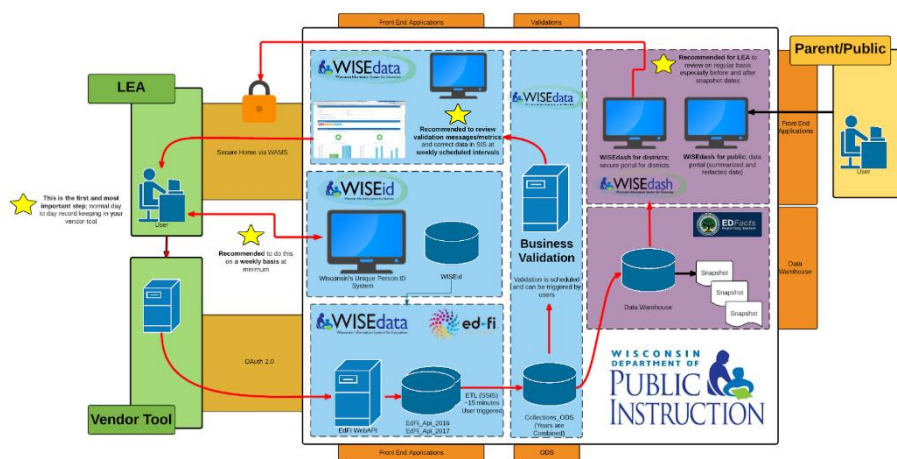 Front End Applications
Validations
Parent/Public
LEA
WISEdata
Recommended for LEA to
review on regular basis
especially before and after
snapshot dates.
WISEdata
Recommended to review
validation messages/metrics
and correct data in SIS at
weekly scheduled intervals
Secure Home via WAMS
WISEdash for districts;
secure portal for districts
WISEdash for public; data
portal (summarized and
redacted data)
WISEdash
Front End
Applications
User
This is the first and most
important step; normal day
to day record keeping in your
vendor tool
User
WISEid
Recommended to do this
on a weekly basis at
minimum
Wisconsin's Unique Person ID
System
WISEid
Business
Validation
Validation is scheduled
and can be triggered by
users
EDFacts
Data Warehouse
Snapshot
Snapshot
Snapshot
Data
Warehouse
WISEdata
ed-fi
OAuth 2.0
ETL (SSIS)
~15 minutes
User triggered
EdFi WebAPI
EdFi_Api_2016
EdFi_Api_2017
Collections_ODS
(Years are
Combined)
WISCONSIN
DEPARTMENT OF
PUBLIC
INSTRUCTION
Vendor Tool
Front End Applications
ODS